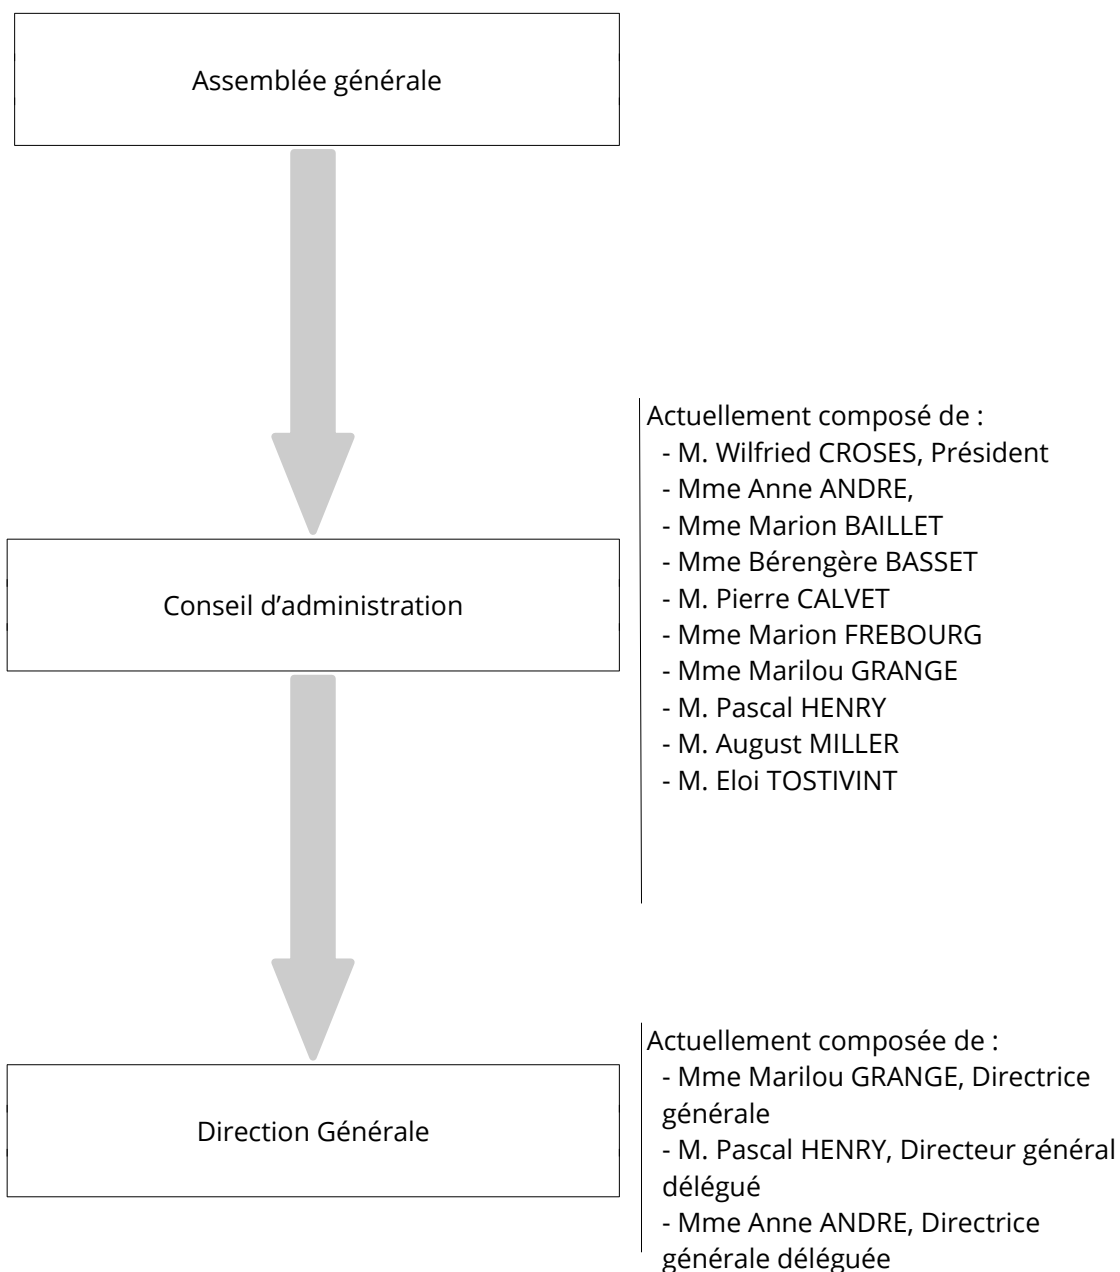 Assemblée générale
Actuellement composé de :
- M. Wilfried CROSES, Président
- Mme Anne ANDRE,
- Mme Marion BAILLET
- Mme Bérengère BASSET
- M. Pierre CALVET
- Mme Marion FREBOURG
- Mme Marilou GRANGE
- M. Pascal HENRY
- M. August MILLER
- M. Eloi TOSTIVINT
Conseil d’administration
Actuellement composée de :
- Mme Marilou GRANGE, Directrice
générale
- M. Pascal HENRY, Directeur général
délégué
- Mme Anne ANDRE, Directrice
générale déléguée
Direction Générale